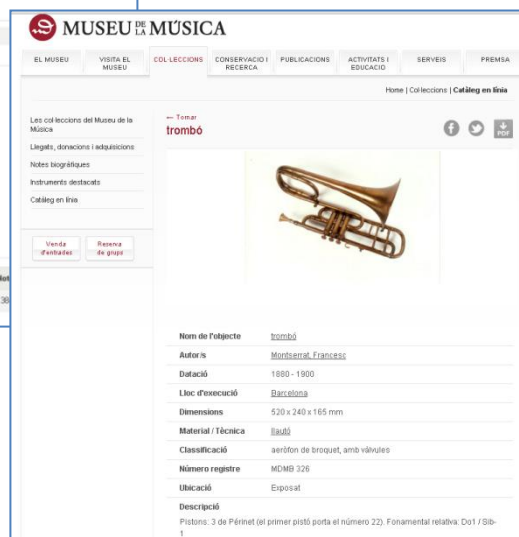 MUSEU DE LA MÚSICA
EL MUSEU
VISITA EL
MUSEU
COL·LECCIONS
CONSERVACIÓ I
RECERCA
PUBLICACIONS
ACTIVITATS I
EDUCACIÓ
SERVEIS
PREMSA
Home | Col·leccions | Catàleg en línia
Les col·leccions del Museu de la
Música
Llegats, donacions i adquisicions
Notes biogràfiques
Instruments destacats
Catàleg en línia
Venda
d'entrades
Reserva
de grups
← Tornar
trombó
PDF
Nom de l'objecte trombó
Autor/s Montserrat, Francesc
Datació 1880 - 1900
Lloc d'execució Barcelona
Dimensions 520 x 240 x 165 mm
Material / Tècnica llautó
Classificació aeròfon de broquet, amb vàlvules
Número registre MDMB 326
Ubicació Exposat
Descripció
Pistons: 3 de Périnet (el primer pistó porta el número 22). Fonamental relativa: Do1 / Sib-
1
38